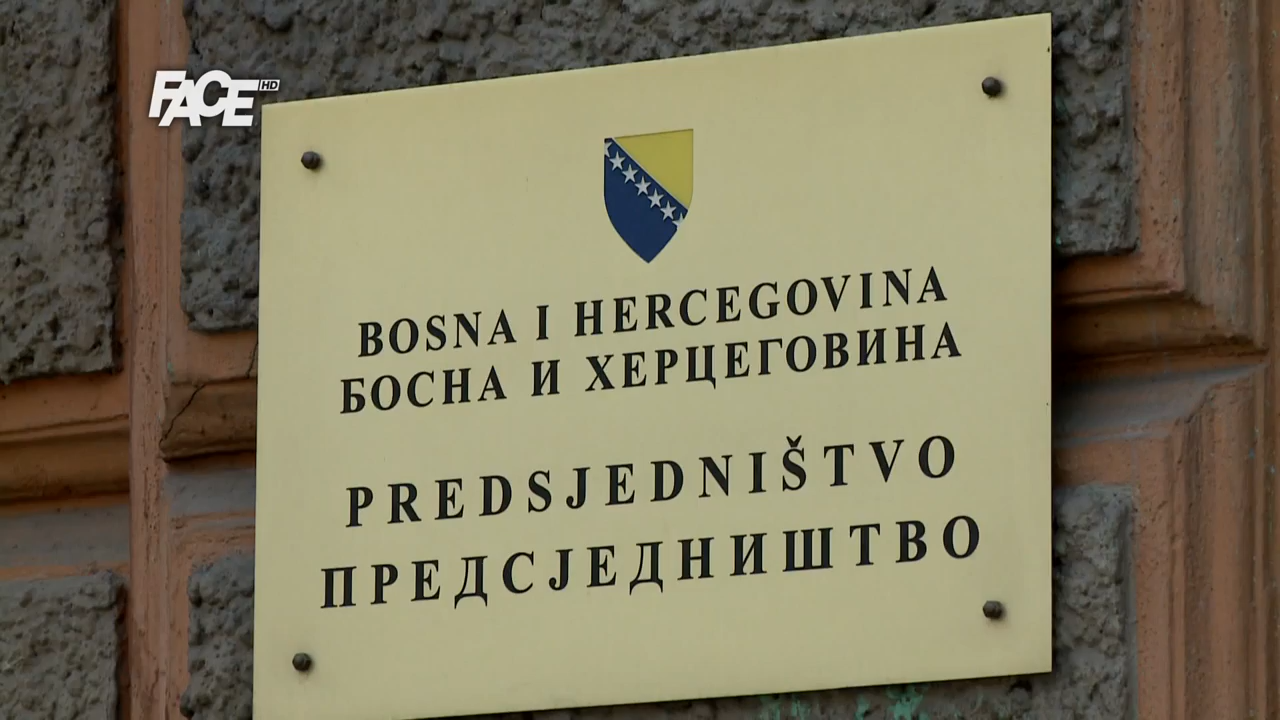 FACE HD
BOSNA I HERCEGOVINA
БОСНА И ХЕРЦЕГОВИНА
PREDSJEDNIŠTVO
ПРЕДСЈЕДНИШТВО